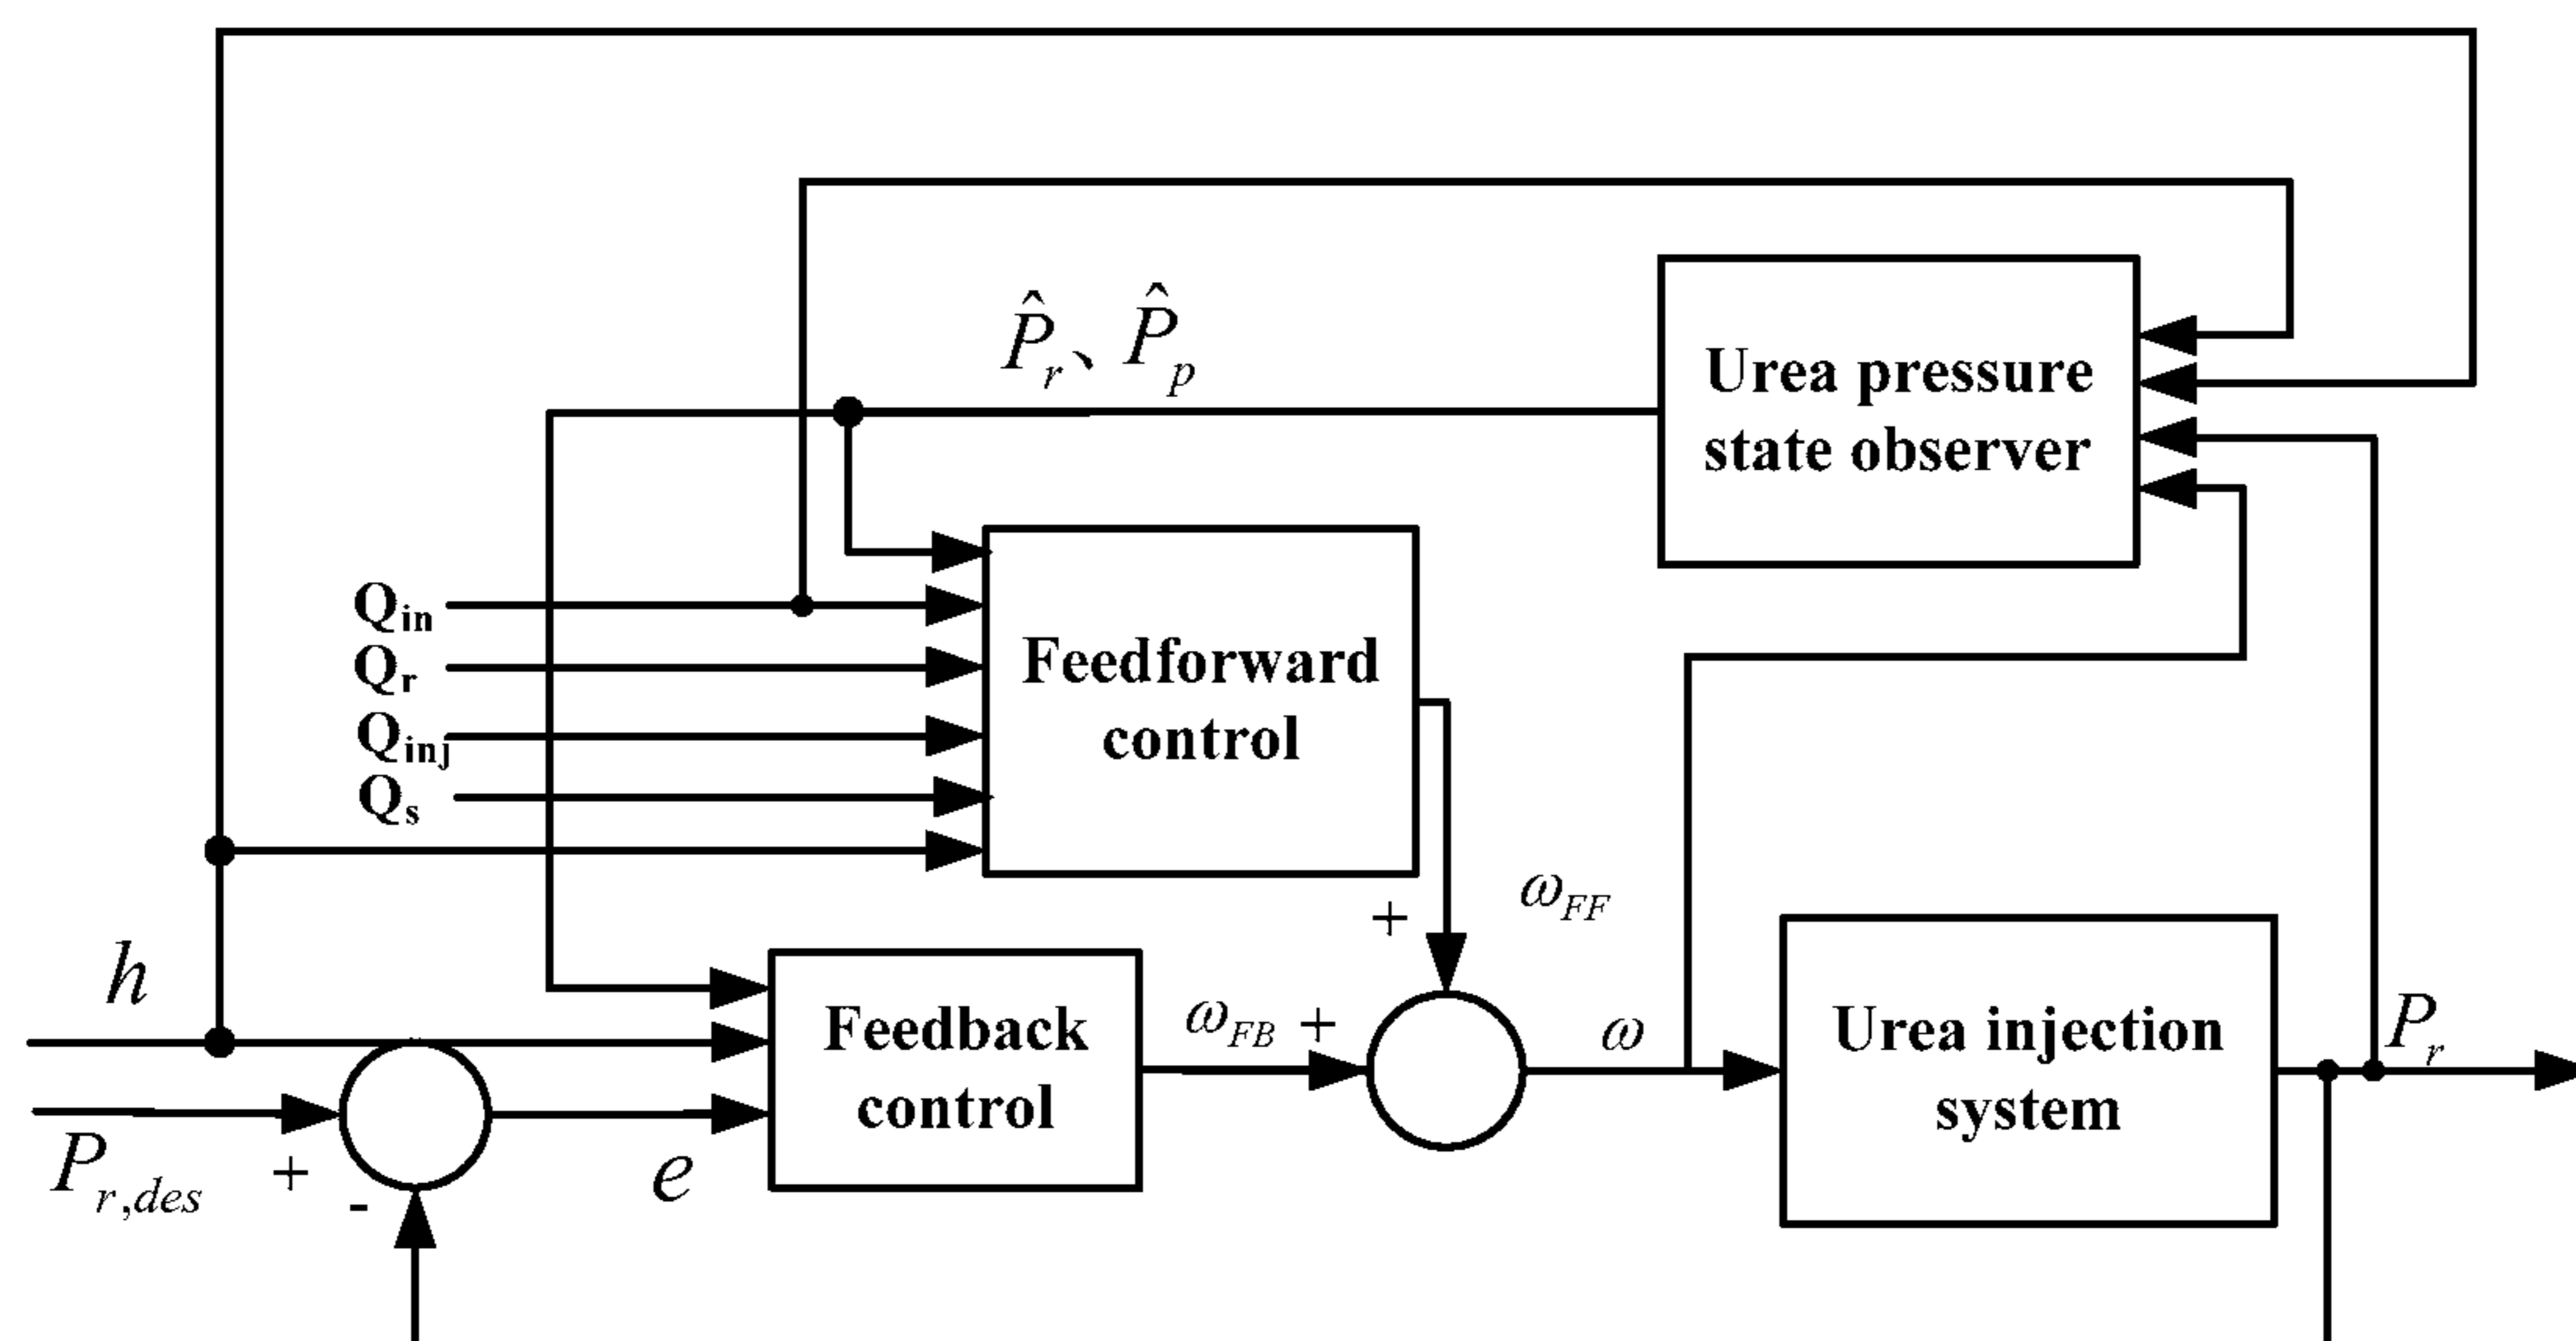 P̂r、P̂p
Urea pressure
state observer
Qin
Qr
Qinj
Qs
Feedforward
control
+
ωFF
h
Feedback
control
ωFB +
ω
Urea injection
system
Pr
Pr,des
+
-
e